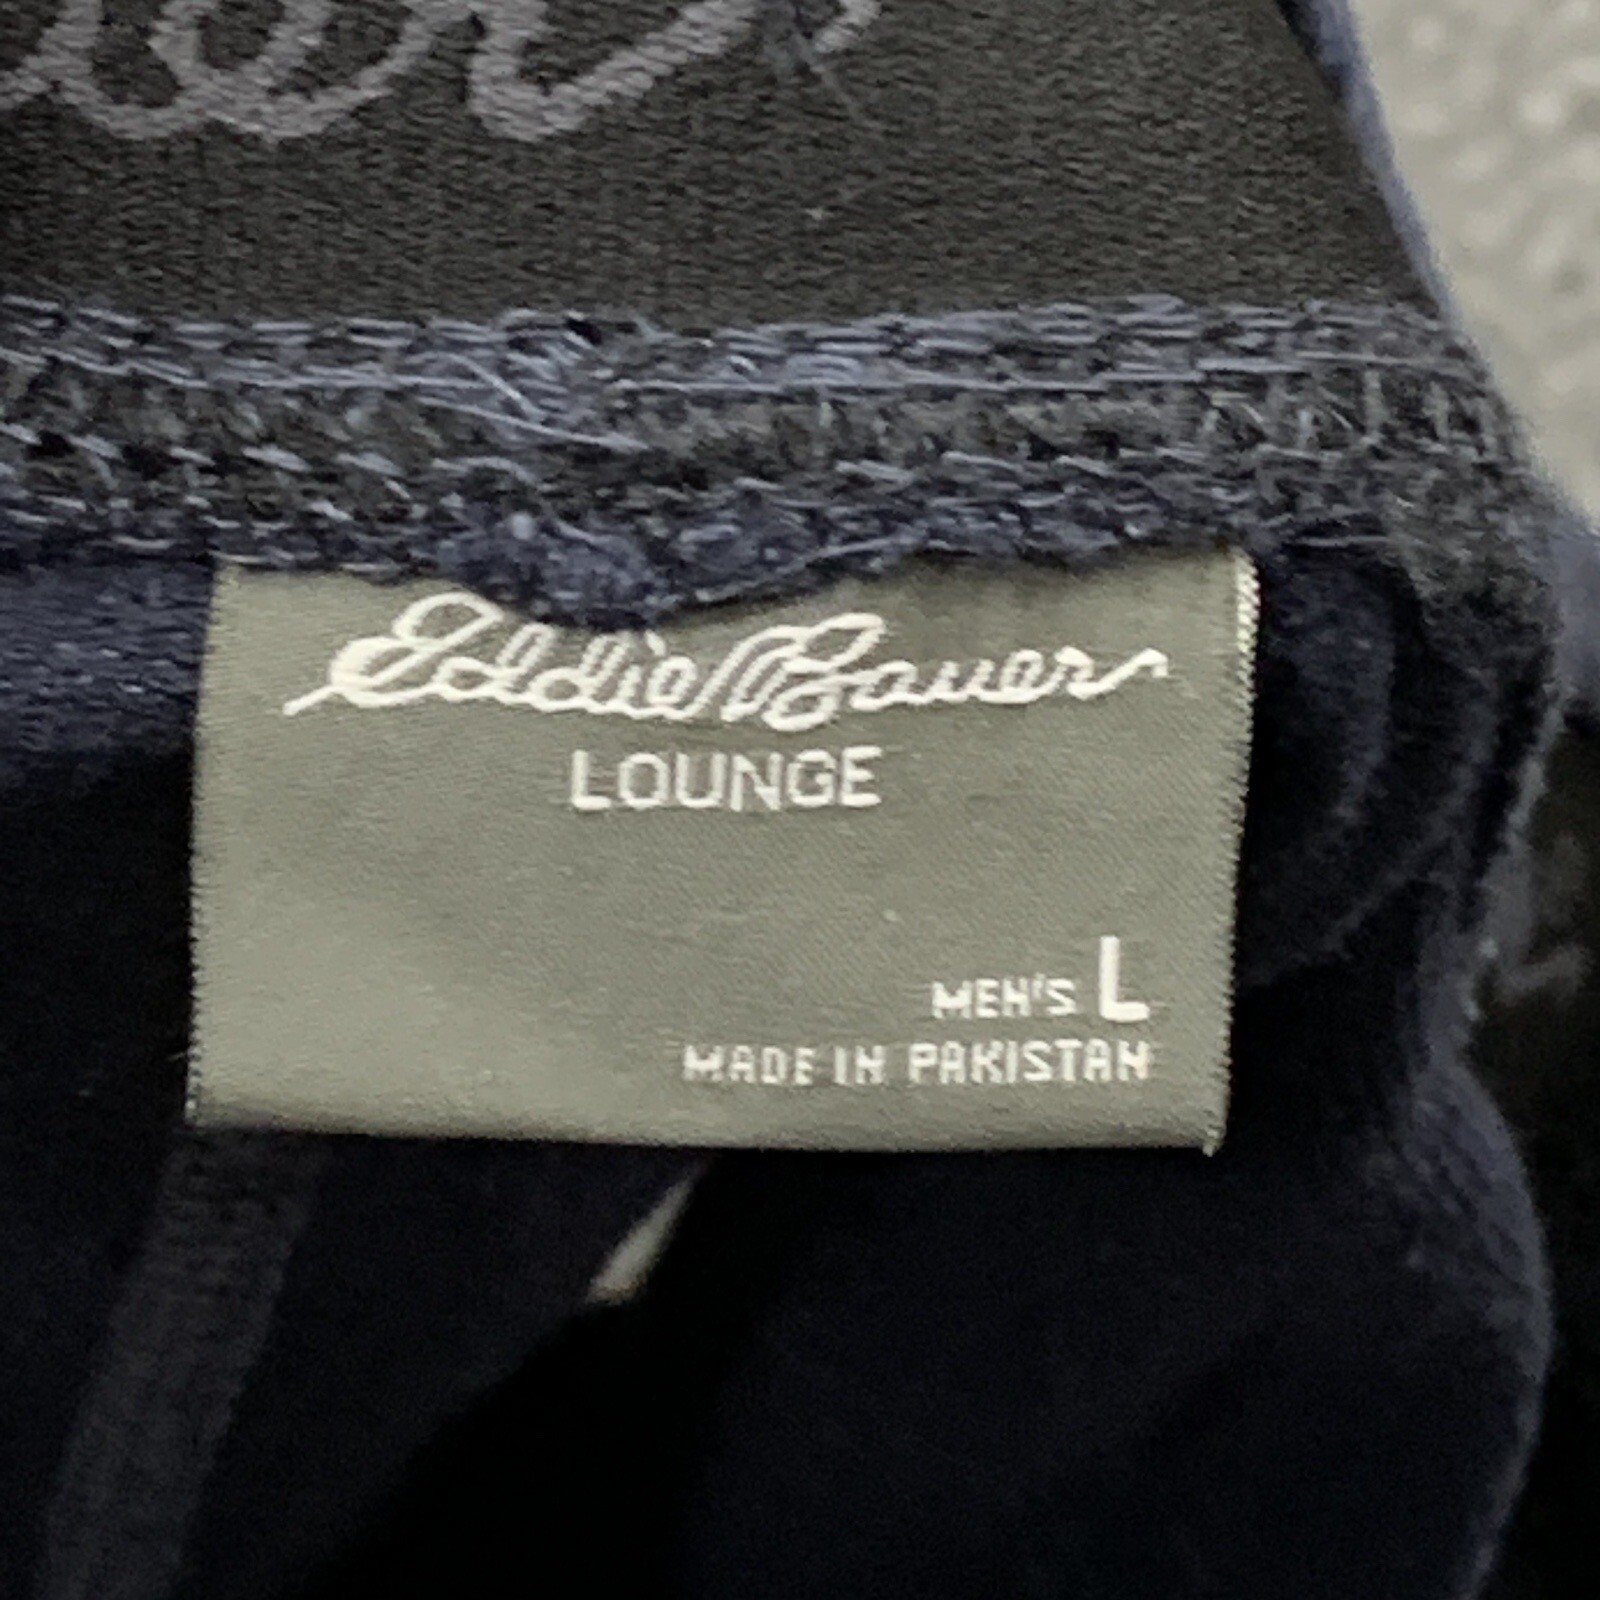 Eddie Bauer
LOUNGE
MEN'S L
MADE IN PAKISTAN